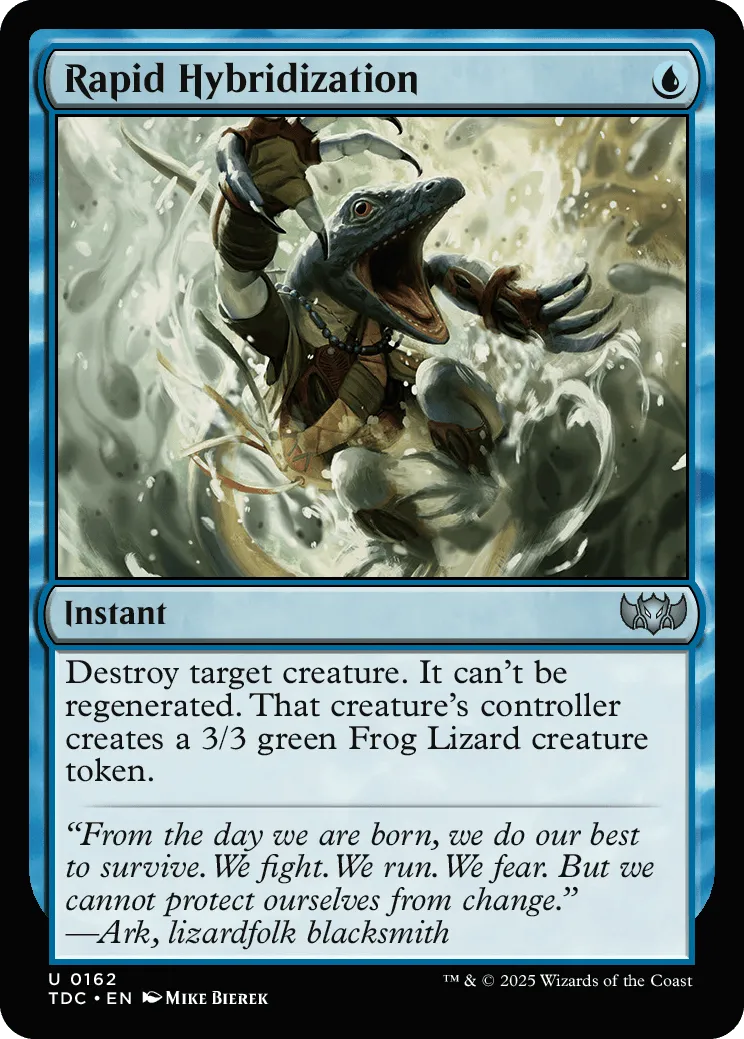 Rapid Hybridization
Instant
Destroy target creature. It can't be
regenerated. That creature's controller
creates a 3/3 green Frog Lizard creature
token.
“From the day we are born, we do our best
to survive. We fight. We run. We fear. But we
cannot protect ourselves from change.”
—Ark, lizardfolk blacksmith
U 0162
™ & © 2025 Wizards of the Coast
TDC • EN Mike Bierek